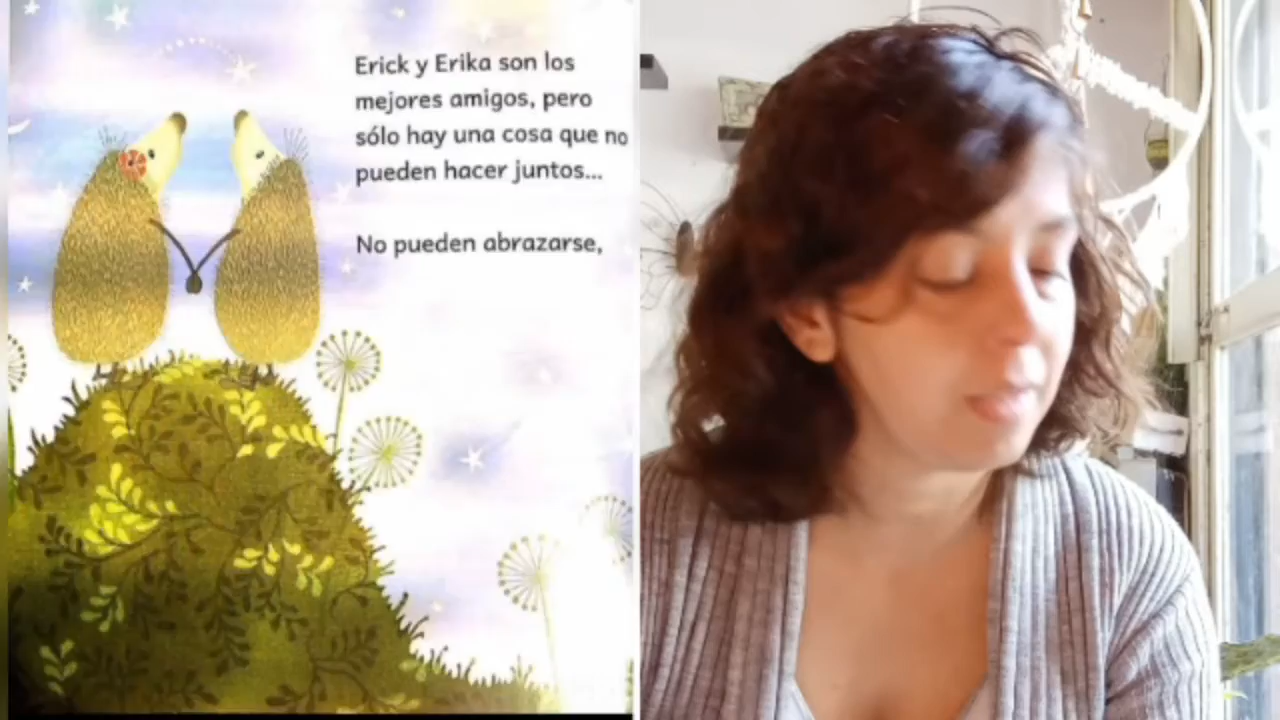 Erick y Erika son los
mejores amigos, pero
sólo hay una cosa que no
pueden hacer juntos...
No pueden abrazarse,